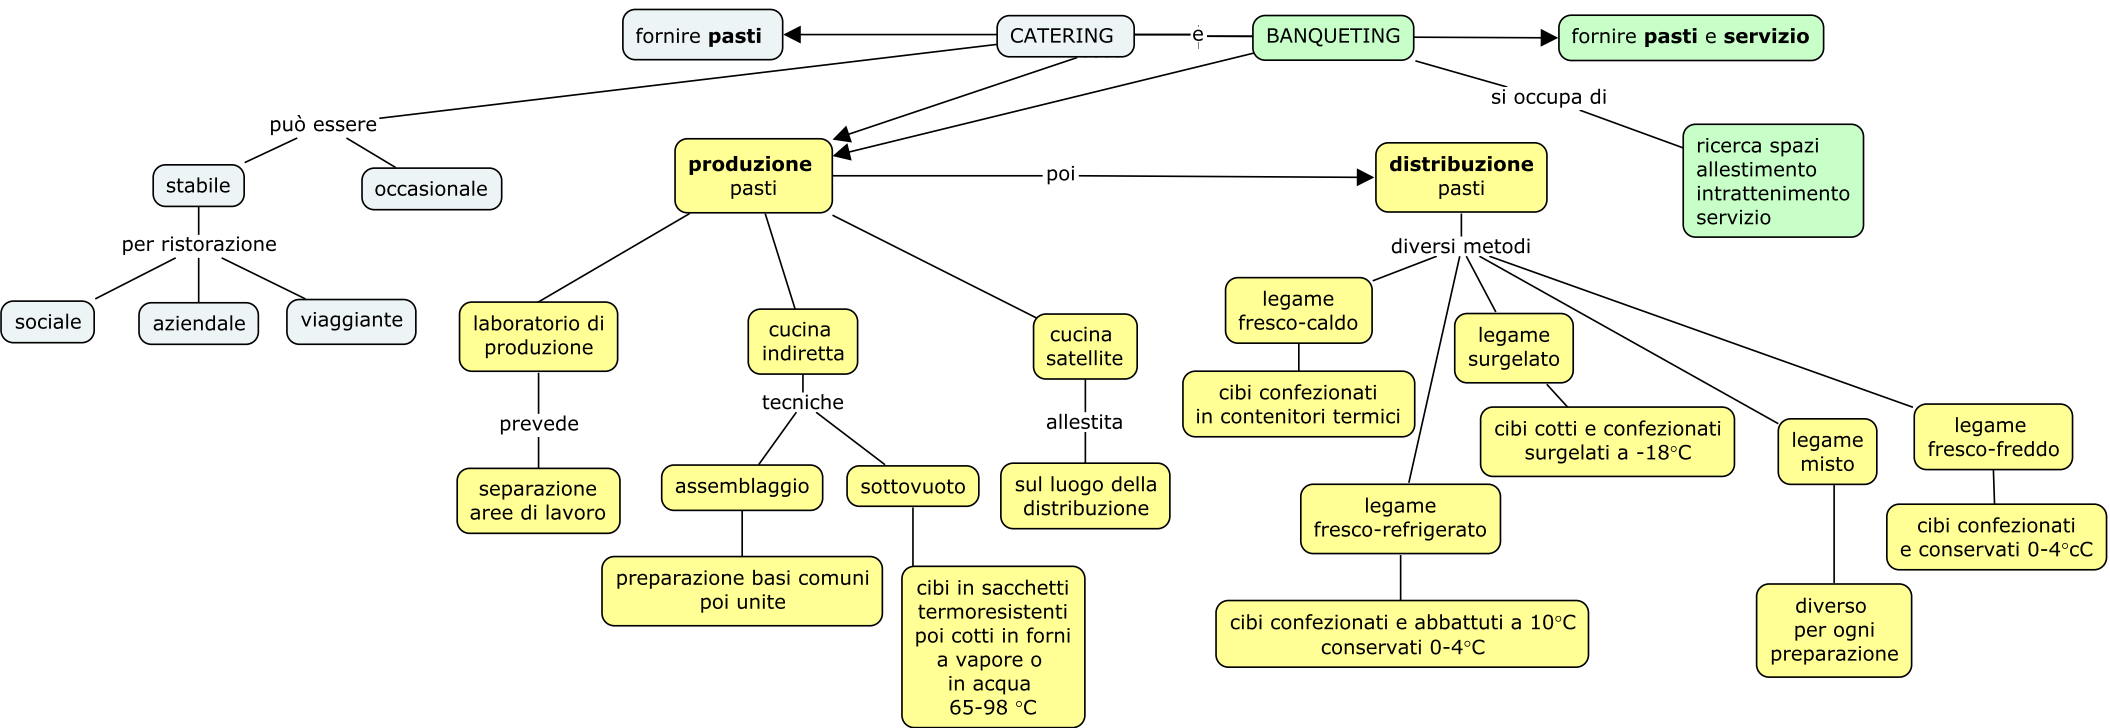 fornire pasti
CATERING
e
BANQUETING
fornire pasti e servizio
può essere
si occupa di
stabile
occasionale
produzione
pasti
poi
distribuzione
pasti
ricerca spazi
allestimento
intrattenimento
servizio
per ristorazione
diversi metodi
sociale
aziendale
viaggiante
laboratorio di
produzione
cucina
indiretta
cucina
satellite
legame
fresco-caldo
legame
surgelato
prevede
tecniche
allestita
cibi confezionati
in contenitori termici
cibi cotti e confezionati
surgelati a -18°C
legame
misto
legame
fresco-freddo
separazione
aree di lavoro
assemblaggio
sottovuoto
sul luogo della
distribuzione
legame
fresco-refrigerato
cibi confezionati
e conservati 0-4°cC
preparazione basi comuni
poi unite
cibi in sacchetti
termoresistenti
poi cotti in forni
a vapore o
in acqua
65-98 °C
cibi confezionati e abbattuti a 10°C
conservati 0-4°C
diverso
per ogni
preparazione